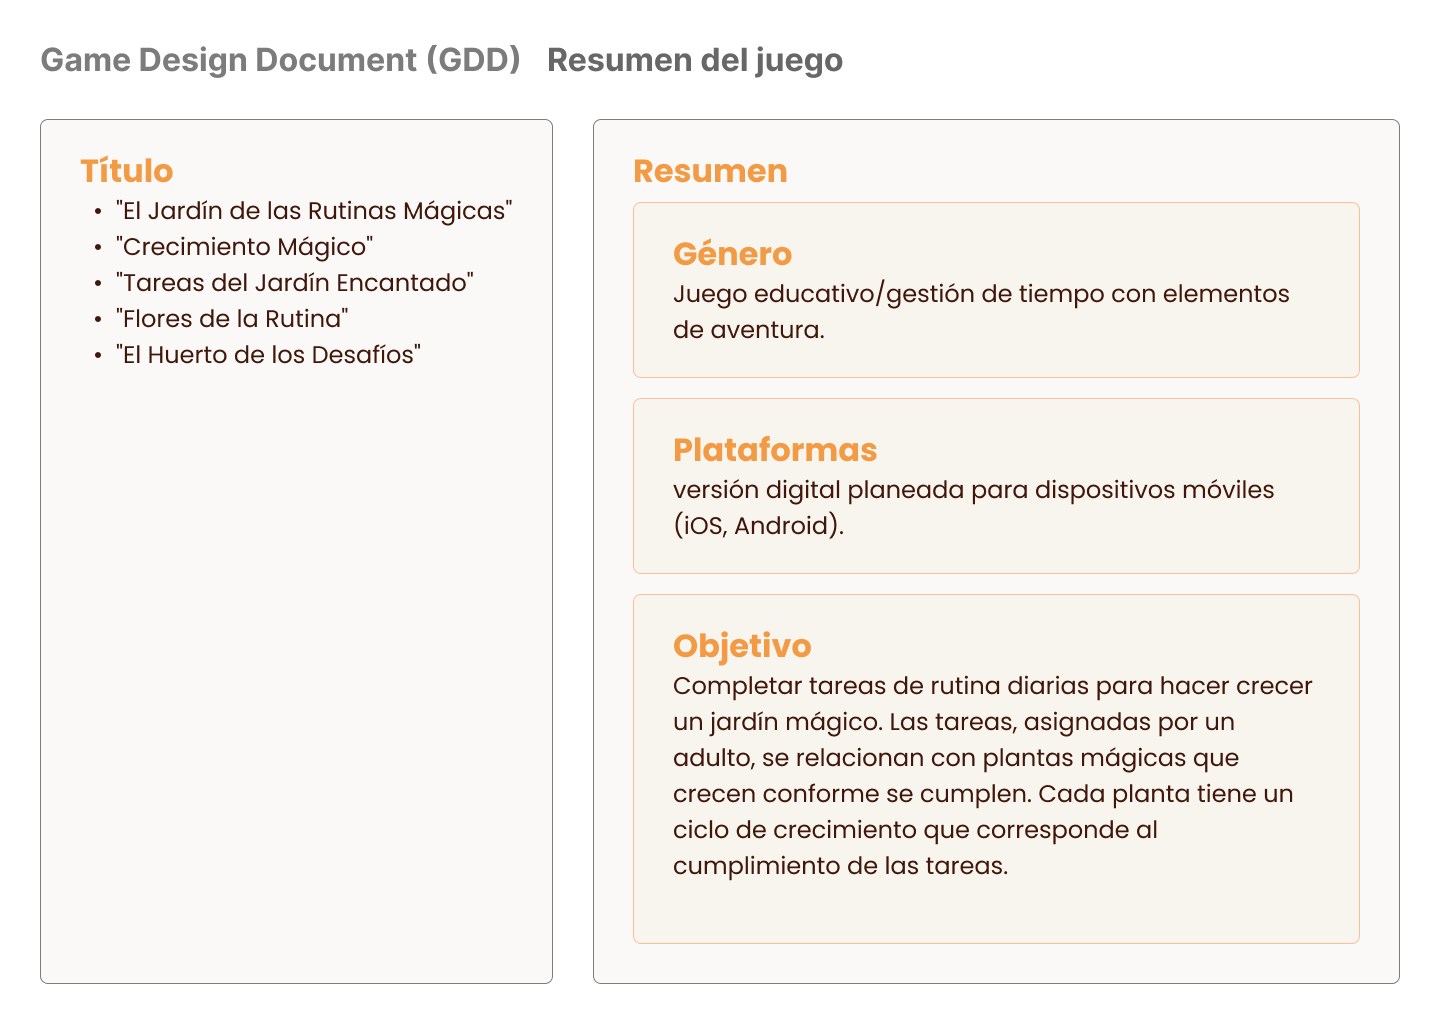 Game Design Document (GDD) Resumen del juego
Título
• "El Jardín de las Rutinas Mágicas"
• "Crecimiento Mágico"
• "Tareas del Jardín Encantado"
• "Flores de la Rutina"
• "El Huerto de los Desafíos"
Resumen
Género
Juego educativo/gestión de tiempo con elementos
de aventura.
Plataformas
versión digital planeada para dispositivos móviles
(iOS, Android).
Objetivo
Completar tareas de rutina diarias para hacer crecer
un jardín mágico. Las tareas, asignadas por un
adulto, se relacionan con plantas mágicas que
crecen conforme se cumplen. Cada planta tiene un
ciclo de crecimiento que corresponde al
cumplimiento de las tareas.